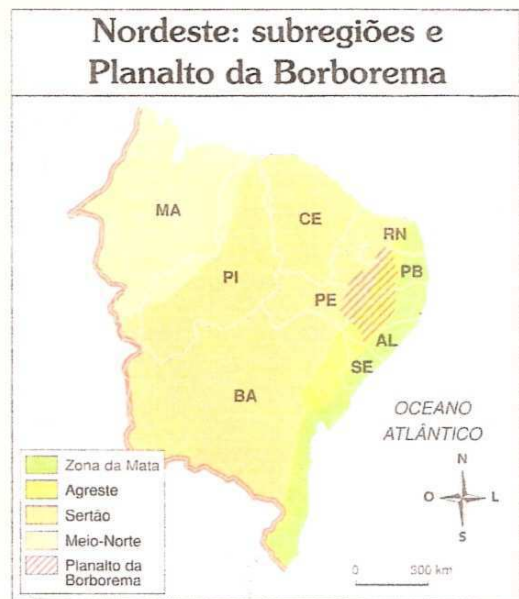 Nordeste: subregiões e
Planalto da Borborema
MA
CE
RN
PI
PB
PE
AL
SE
BA
OCEANO
ATLÂNTICO
N
O
L
S
Zona da Mata
Agreste
Sertão
Meio-Norte
Planalto da
Borborema
0
300 km